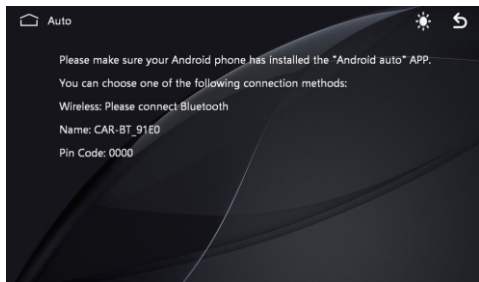 Auto
Please make sure your Android phone has installed the "Android auto" APP.
You can choose one of the following connection methods:
Wireless: Please connect Bluetooth
Name: CAR-BT_91E0
Pin Code: 0000